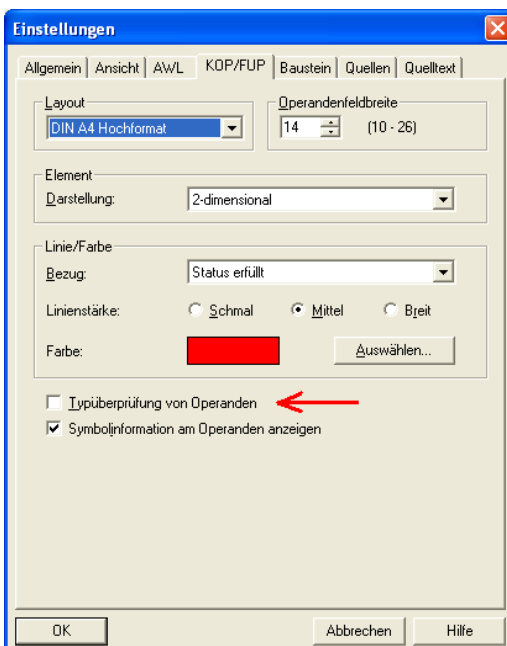 Einstellungen
Allgemein Ansicht AWL KOP/FUP Baustein Quellen Quelltext
Layout
DIN A4 Hochformat
Operandenfeldbreite
14 (10 - 26)
Element
Darstellung: 2-dimensional
Linie/Farbe
Bezug: Status erfüllt
Linienstärke: Schmal Mittel Breit
Farbe: Auswählen...
Typüberprüfung von Operanden
Symbolinformation am Operanden anzeigen
OK Abbrechen Hilfe